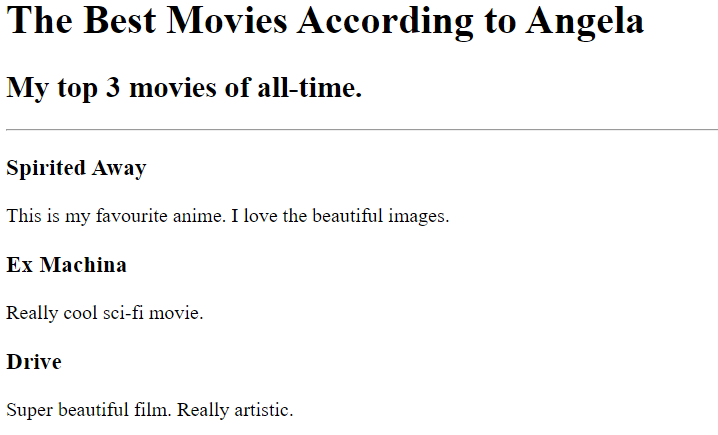 The Best Movies According to Angela
My top 3 movies of all-time.
Spirited Away
This is my favourite anime. I love the beautiful images.
Ex Machina
Really cool sci-fi movie.
Drive
Super beautiful film. Really artistic.